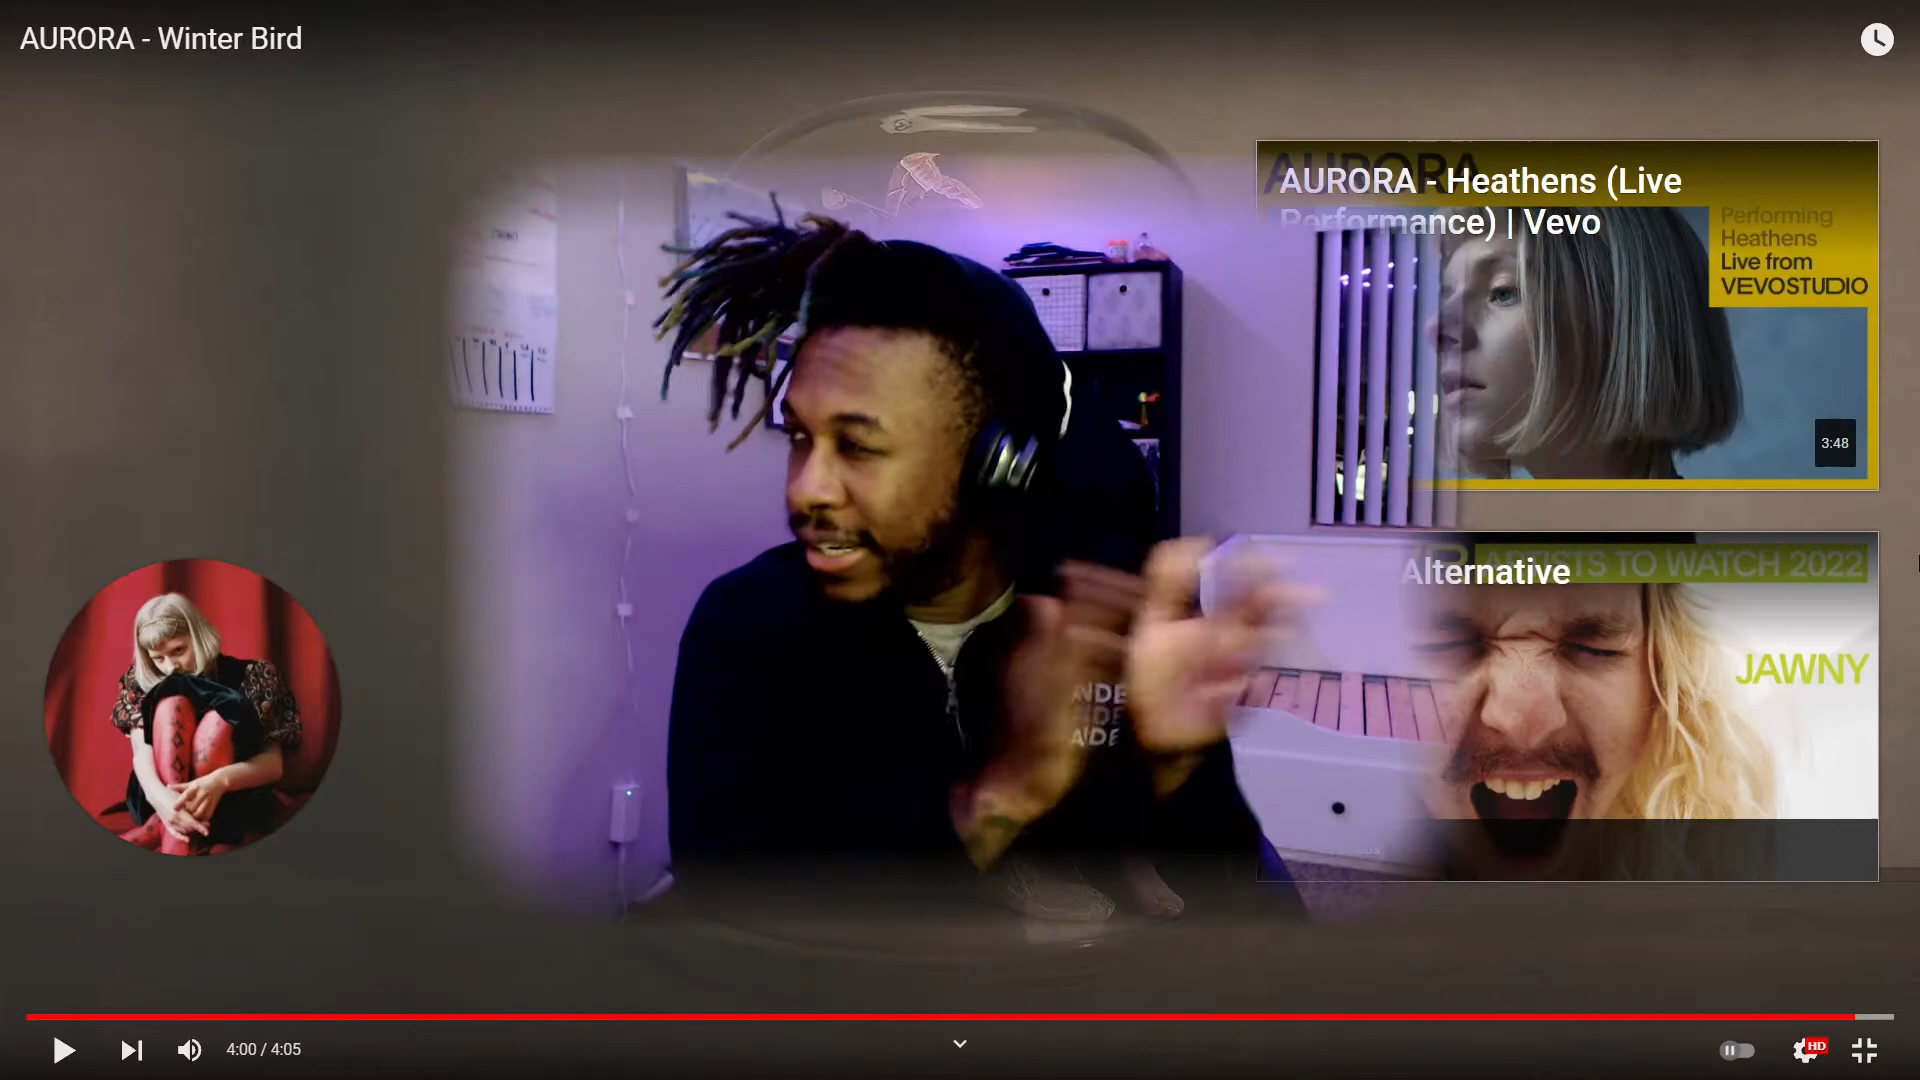 AURORA - Winter Bird
AURORA
AURORA - Heathens (Live
Performance) | Vevo
Performing
Heathens
Live from
VEVOSTUDIO
3:48
ARTISTS TO WATCH 2022
Alternative
JAWNY
4:00 / 4:05
HD